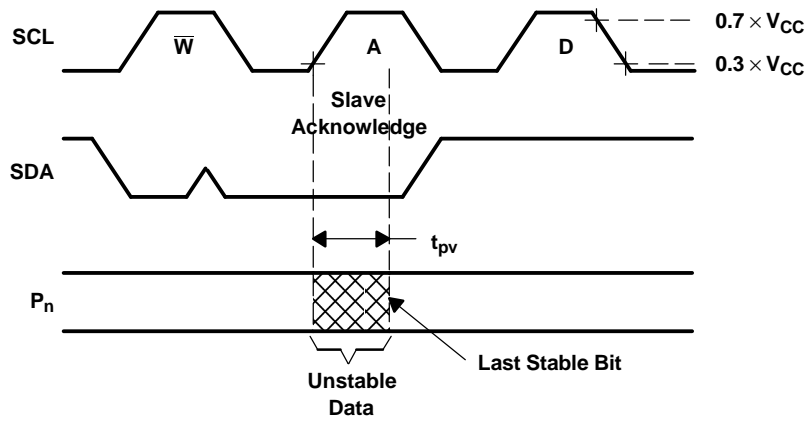 SCL
W̅
A
D
0.7 × VCC
0.3 × VCC
Slave
Acknowledge
SDA
tpv
Pn
Last Stable Bit
Unstable
Data